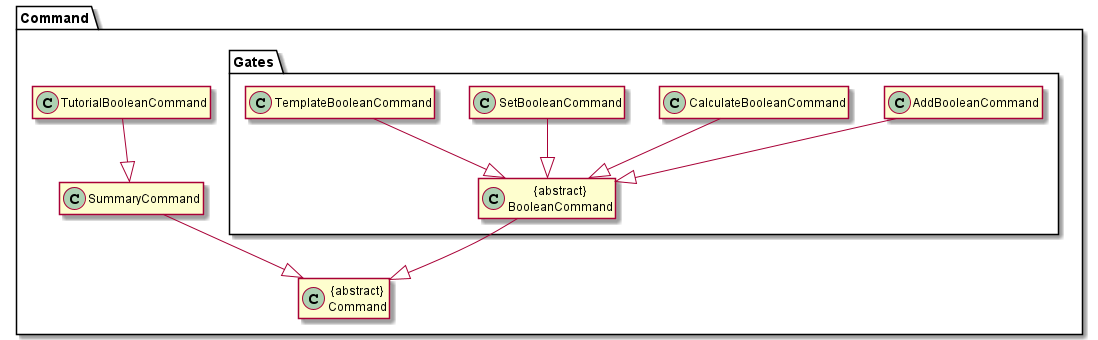 Command
Gates
C TutorialBooleanCommand
C TemplateBooleanCommand
C SetBooleanCommand
C CalculateBooleanCommand
C AddBooleanCommand
C SummaryCommand
C {abstract}
BooleanCommand
C {abstract}
Command